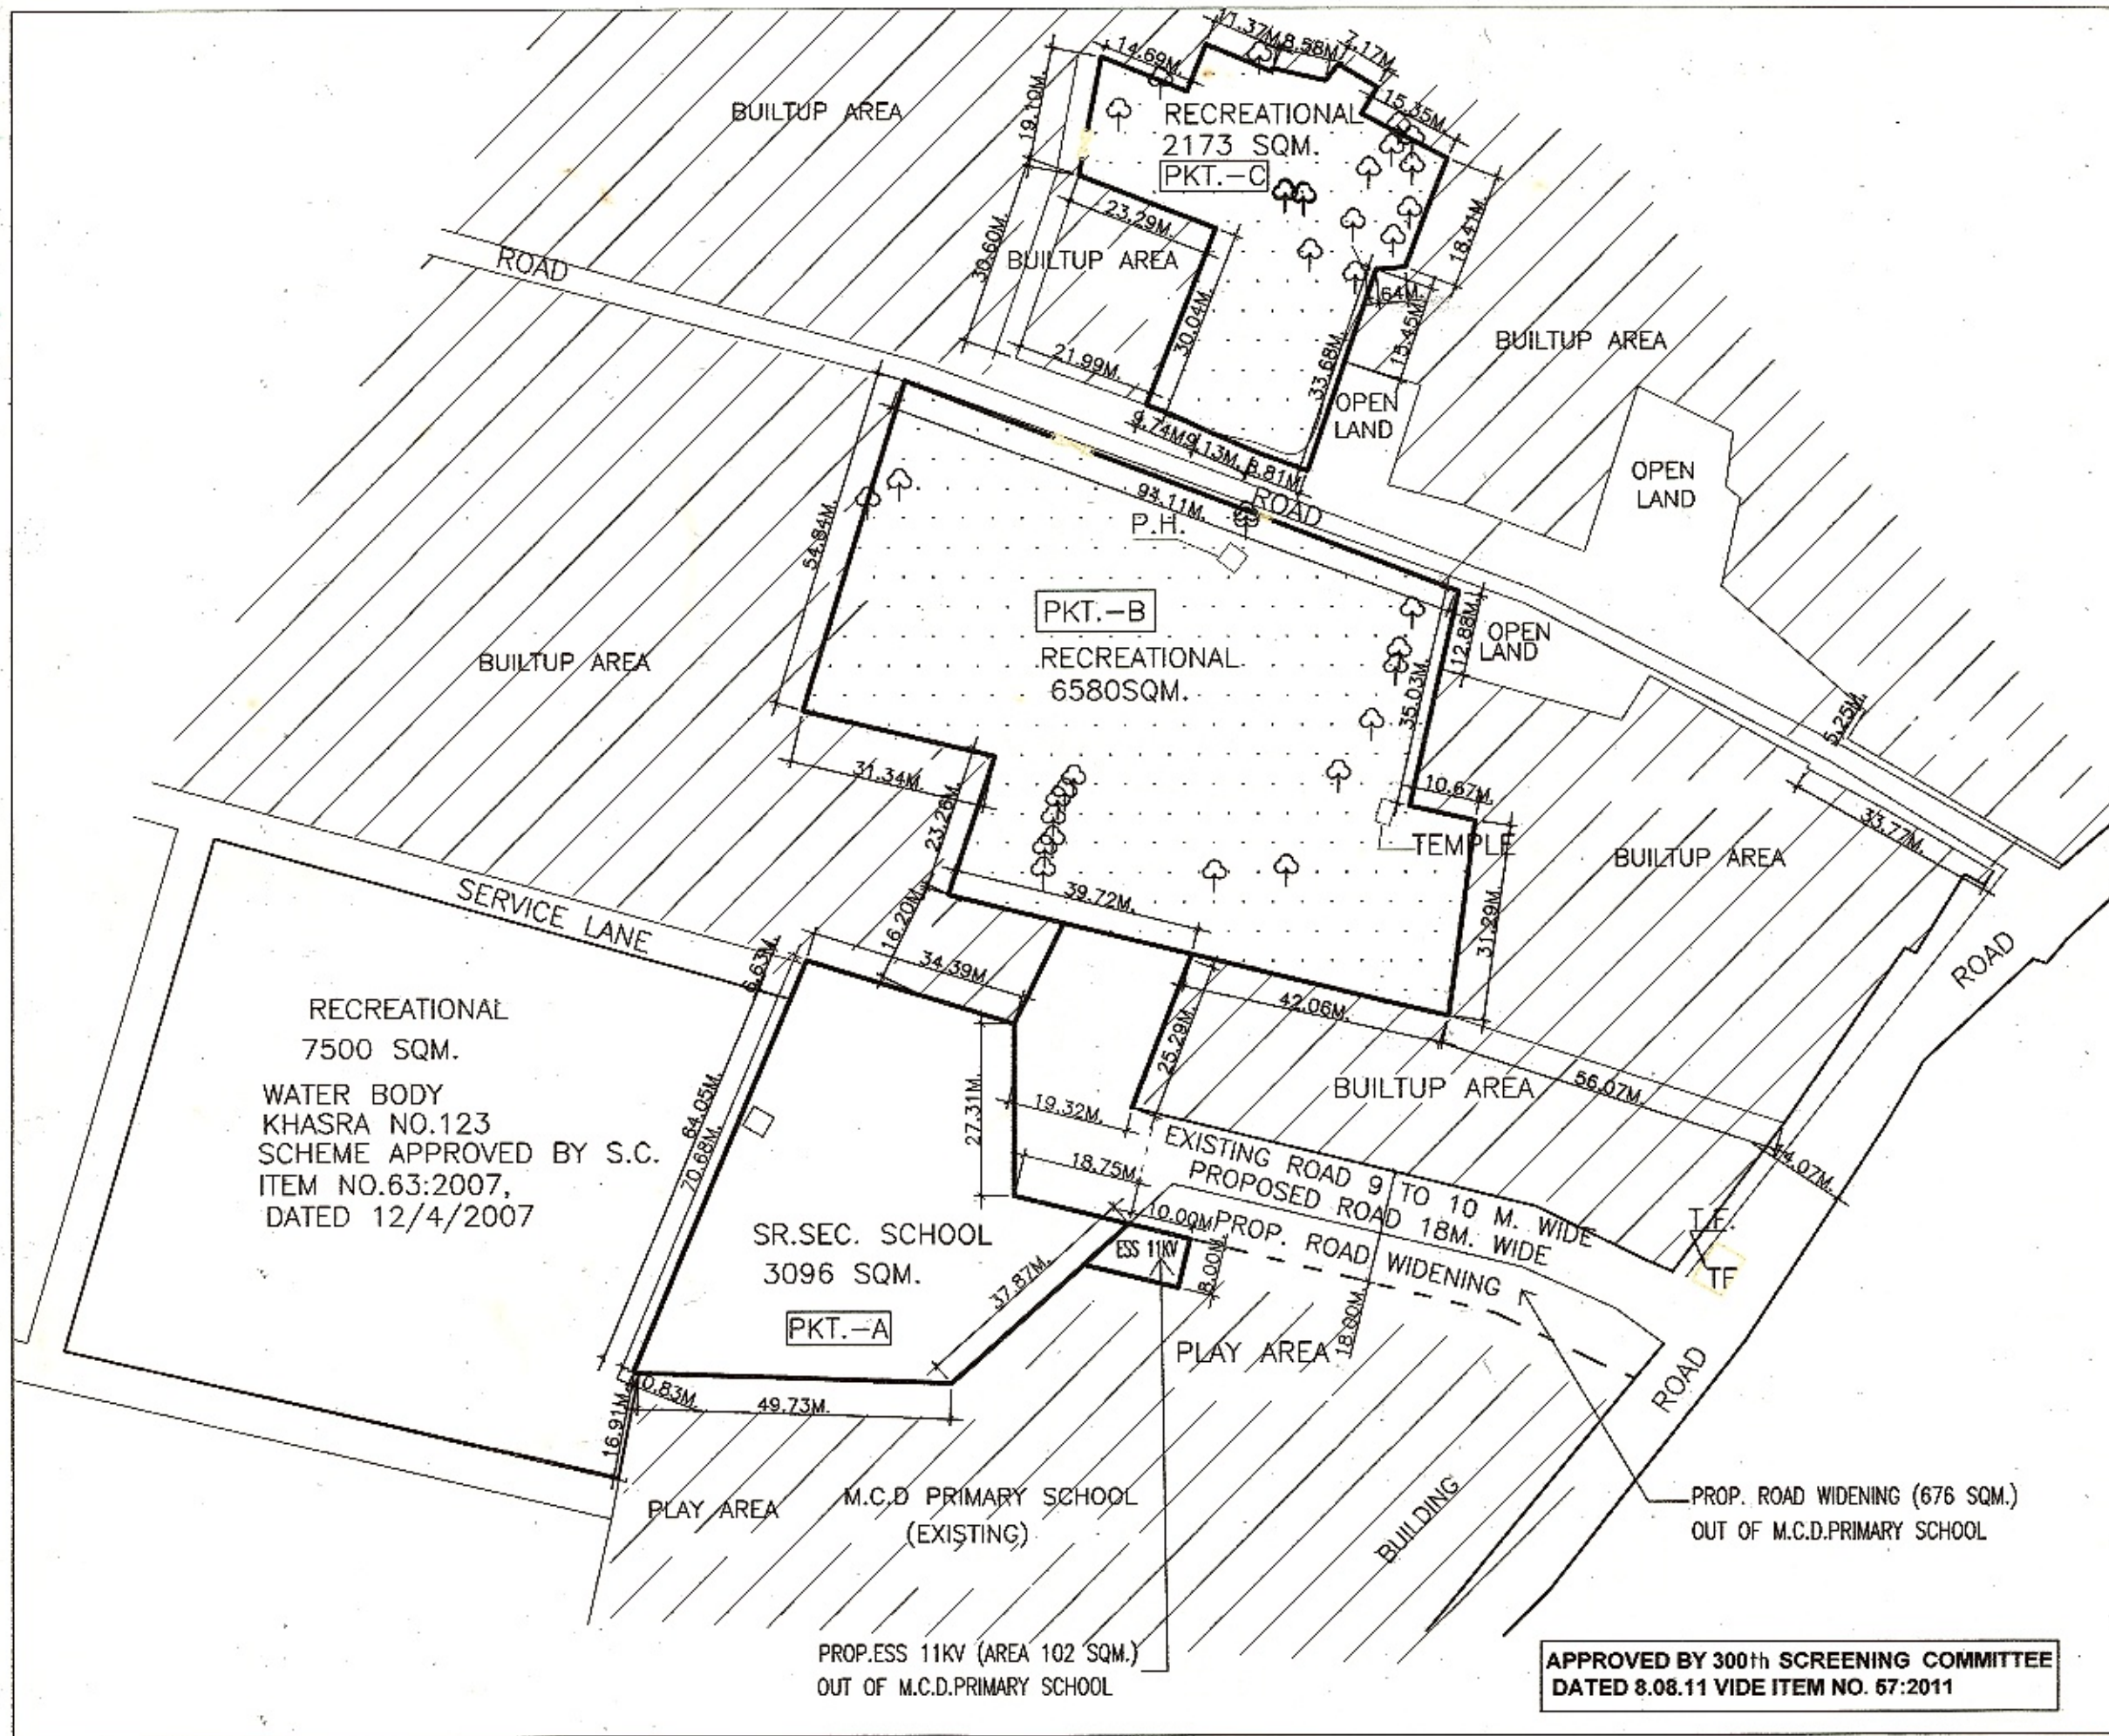 11.37M.
8.58M.
7.17M.
14.69M.
15.35M.
19.10M.
BUILTUP AREA
RECREATIONAL
2173 SQM.
PKT.-C
18.41M.
23.29M.
30.60M.
BUILTUP AREA
ROAD
30.04M.
15.45M.
BUILTUP AREA
21.99M.
33.68M.
OPEN
LAND
9.74M.
9.13M.
8.81M.
OPEN
LAND
ROAD
94.11M.
P.H.
54.84M.
PKT.-B
RECREATIONAL
6580SQM.
12.88M.
OPEN
LAND
35.03M.
BUILTUP AREA
5.25M.
31.34M.
10.67M.
33.77M.
23.26M.
TEMPLE
BUILTUP AREA
SERVICE LANE
39.72M.
16.20M.
31.29M.
34.39M.
6.63M.
ROAD
42.06M.
25.29M.
RECREATIONAL
7500 SQM.
WATER BODY
KHASRA NO.123
SCHEME APPROVED BY S.C.
ITEM NO.63:2007,
DATED 12/4/2007
64.05M.
70.68M.
27.31M.
19.32M.
BUILTUP AREA
56.07M.
18.75M.
EXISTING ROAD 9 TO 10 M. WIDE
PROPOSED ROAD 18M. WIDE
14.07M.
10.00M.
PROP. ROAD WIDENING
T.F.
TF
SR.SEC. SCHOOL
3096 SQM.
ESS 11KV
8.00M.
37.87M.
PKT.-A
PLAY AREA
18.00M.
ROAD
10.83M.
49.73M.
16.91M.
PLAY AREA
M.C.D PRIMARY SCHOOL
(EXISTING)
BUILDING
PROP. ROAD WIDENING (676 SQM.)
OUT OF M.C.D.PRIMARY SCHOOL
PROP.ESS 11KV (AREA 102 SQM.)
OUT OF M.C.D.PRIMARY SCHOOL
APPROVED BY 300th SCREENING COMMITTEE
DATED 8.08.11 VIDE ITEM NO. 57:2011